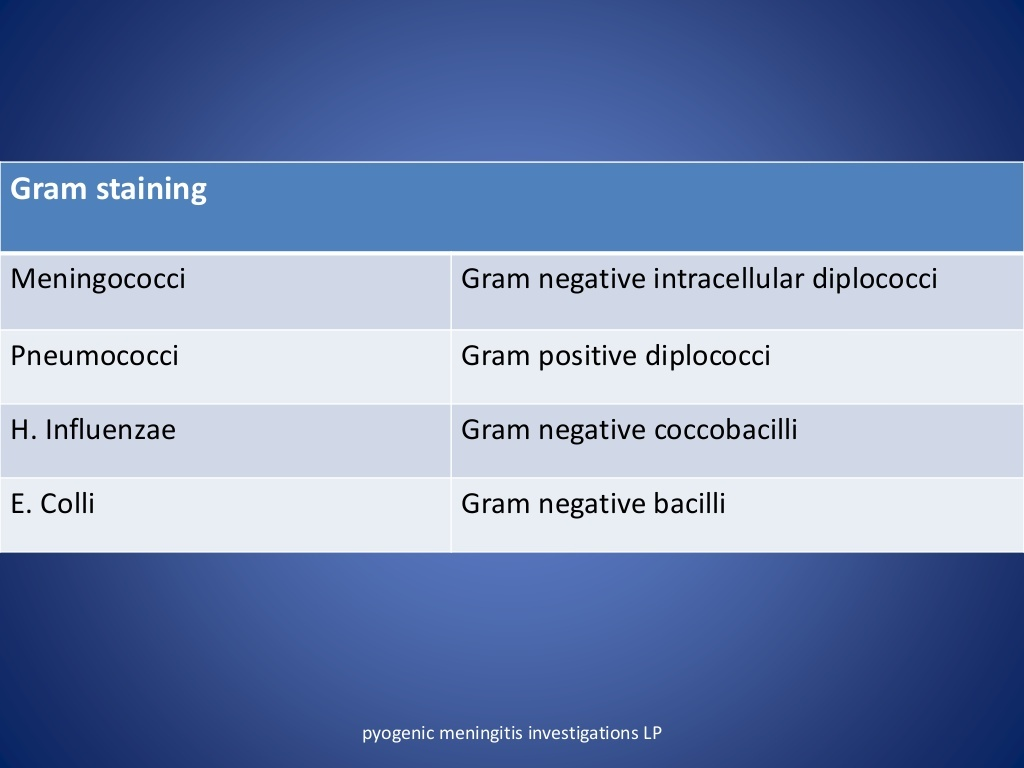 Gram staining
Meningococci Gram negative intracellular diplococci
Pneumococci Gram positive diplococci
H. Influenzae Gram negative coccobacilli
E. Colli Gram negative bacilli
pyogenic meningitis investigations LP